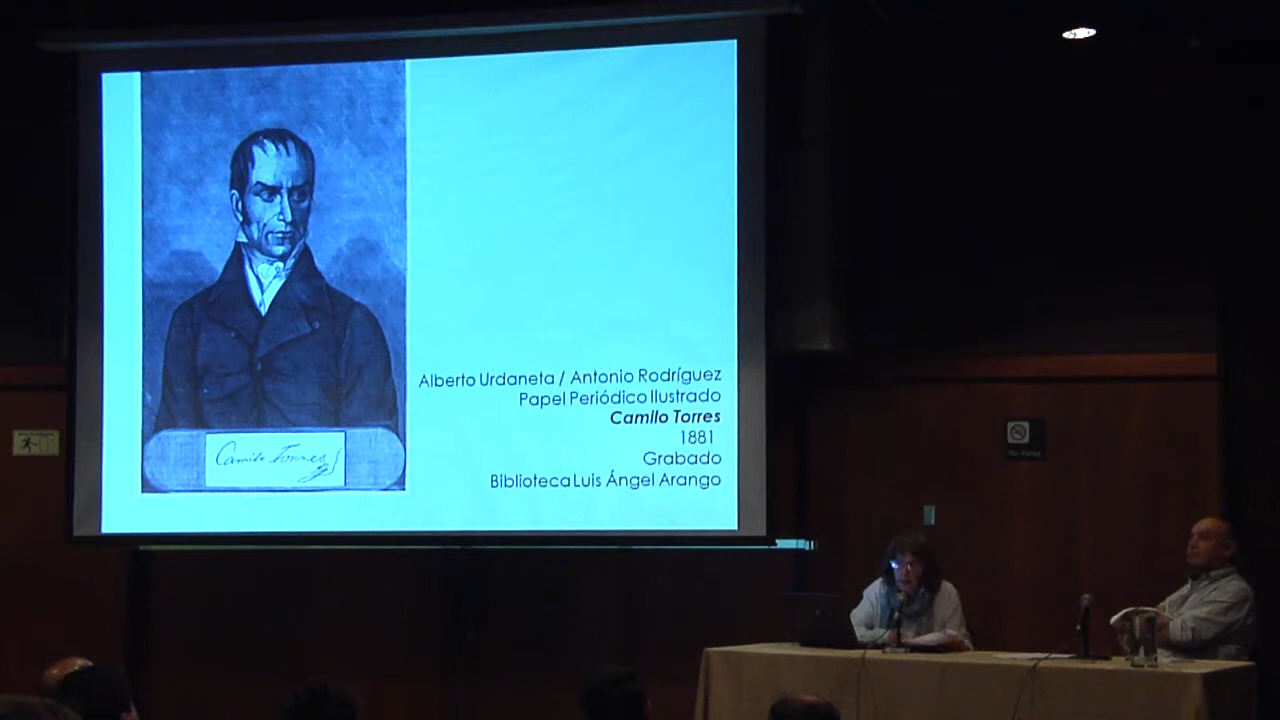 Alberto Urdaneta / Antonio Rodríguez
Papel Periódico Ilustrado
Camilo Torres
1881
Grabado
Biblioteca Luis Ángel Arango
Camilo Torres